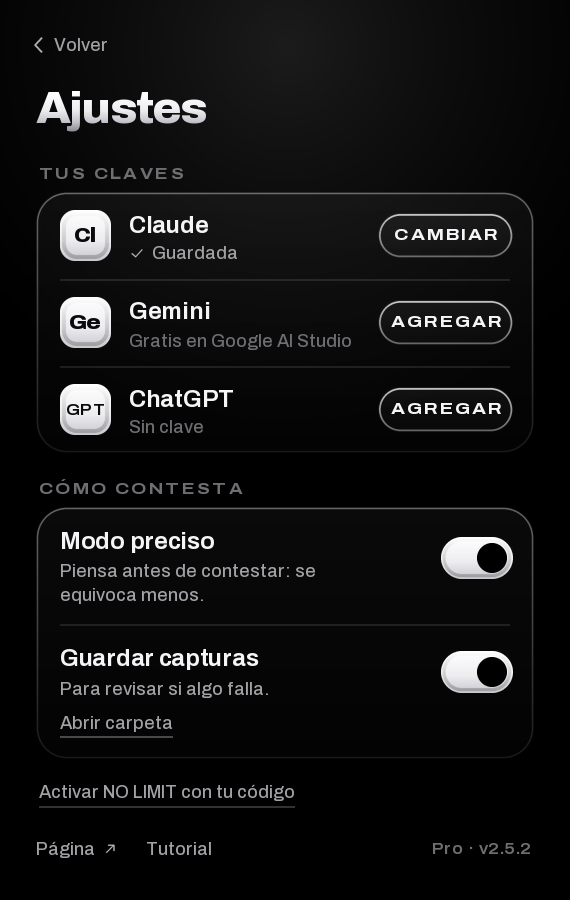 Volver
Ajustes
TUS CLAVES
Cl
Claude
CAMBIAR
✓ Guardada
Ge
Gemini
AGREGAR
Gratis en Google AI Studio
GPT
ChatGPT
AGREGAR
Sin clave
CÓMO CONTESTA
Modo preciso
Piensa antes de contestar: se
equivoca menos.
Guardar capturas
Para revisar si algo falla.
Abrir carpeta
Activar NO LIMIT con tu código
Página ↗ Tutorial Pro · v2.5.2